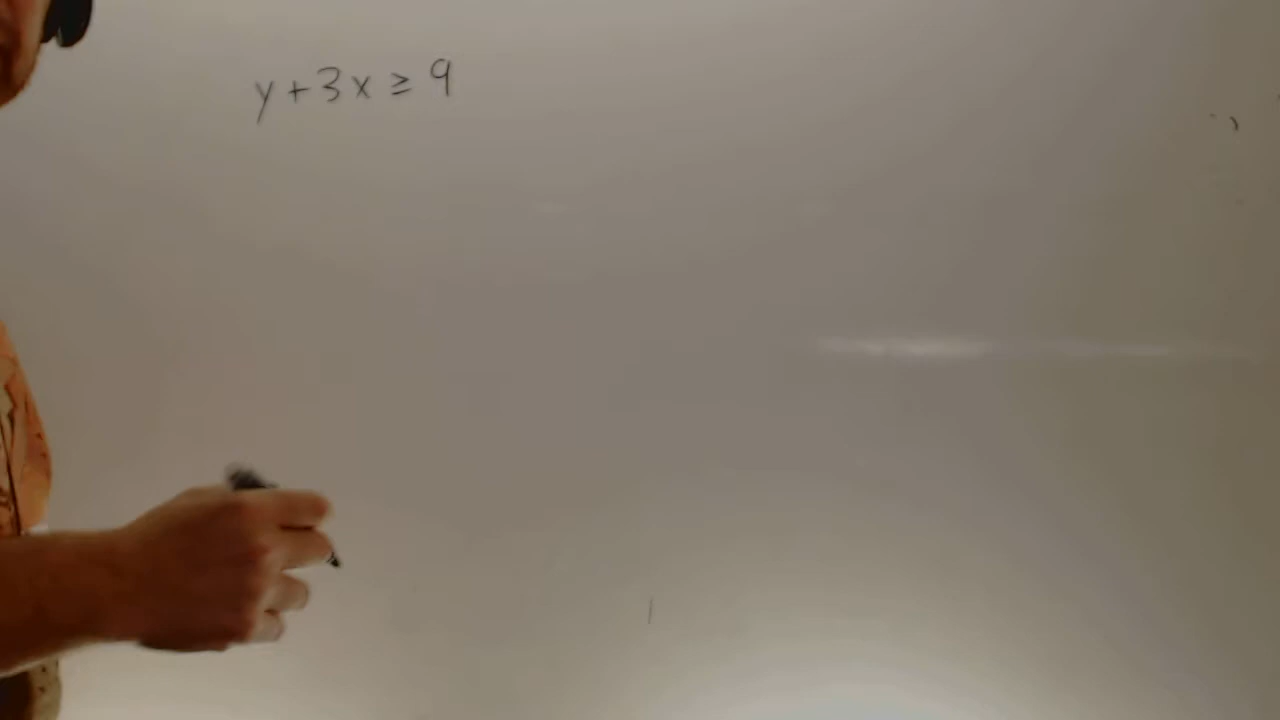 y + 3x ≥ 9